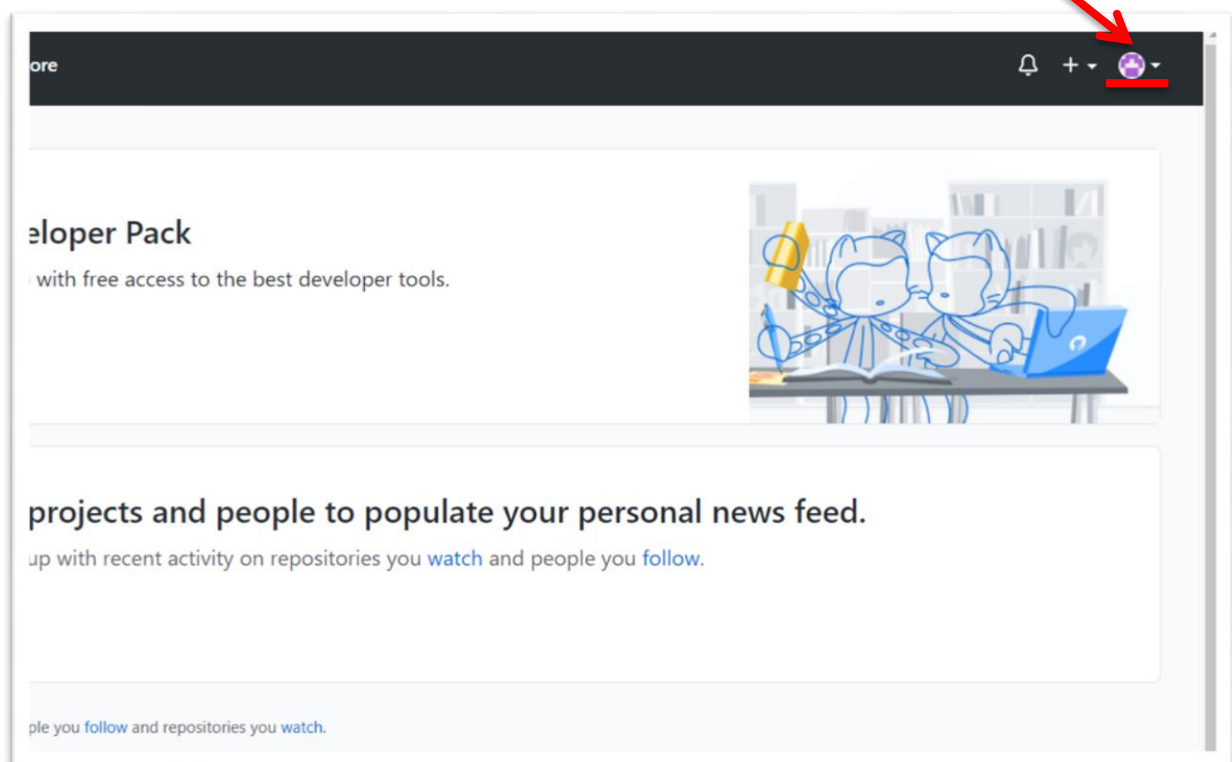 ore
eloper Pack
with free access to the best developer tools.
projects and people to populate your personal news feed.
up with recent activity on repositories you watch and people you follow.
ple you follow and repositories you watch.